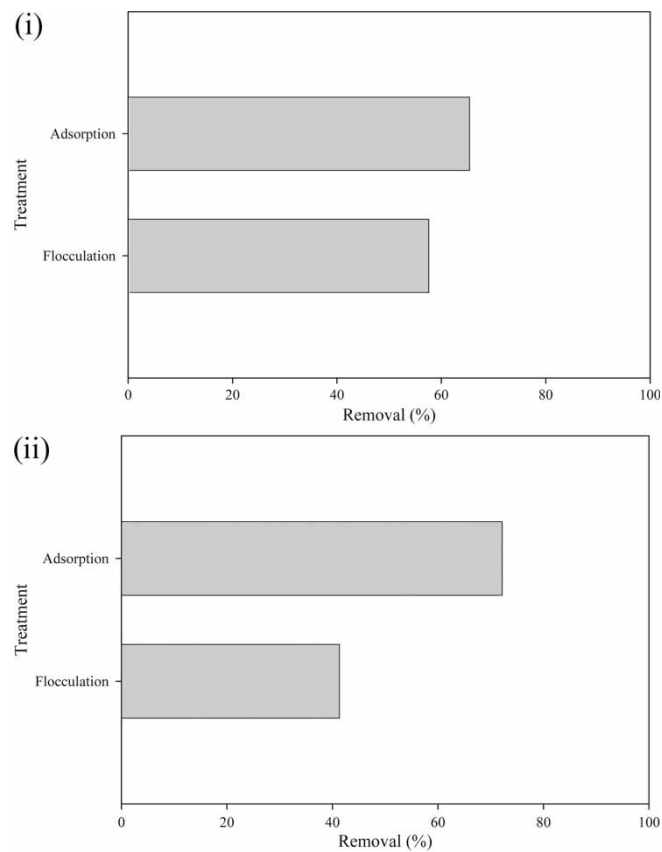 (i)
Treatment
Adsorption
Flocculation
0 20 40 60 80 100
Removal (%)
(ii)
Treatment
Adsorption
Flocculation
0 20 40 60 80 100
Removal (%)